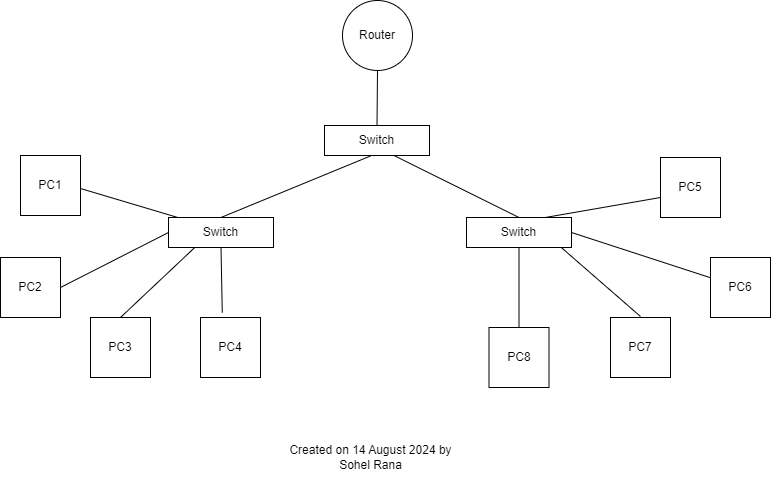 Router
Switch
PC1
PC5
Switch
Switch
PC2
PC6
PC3
PC4
PC8
PC7
Created on 14 August 2024 by
Sohel Rana